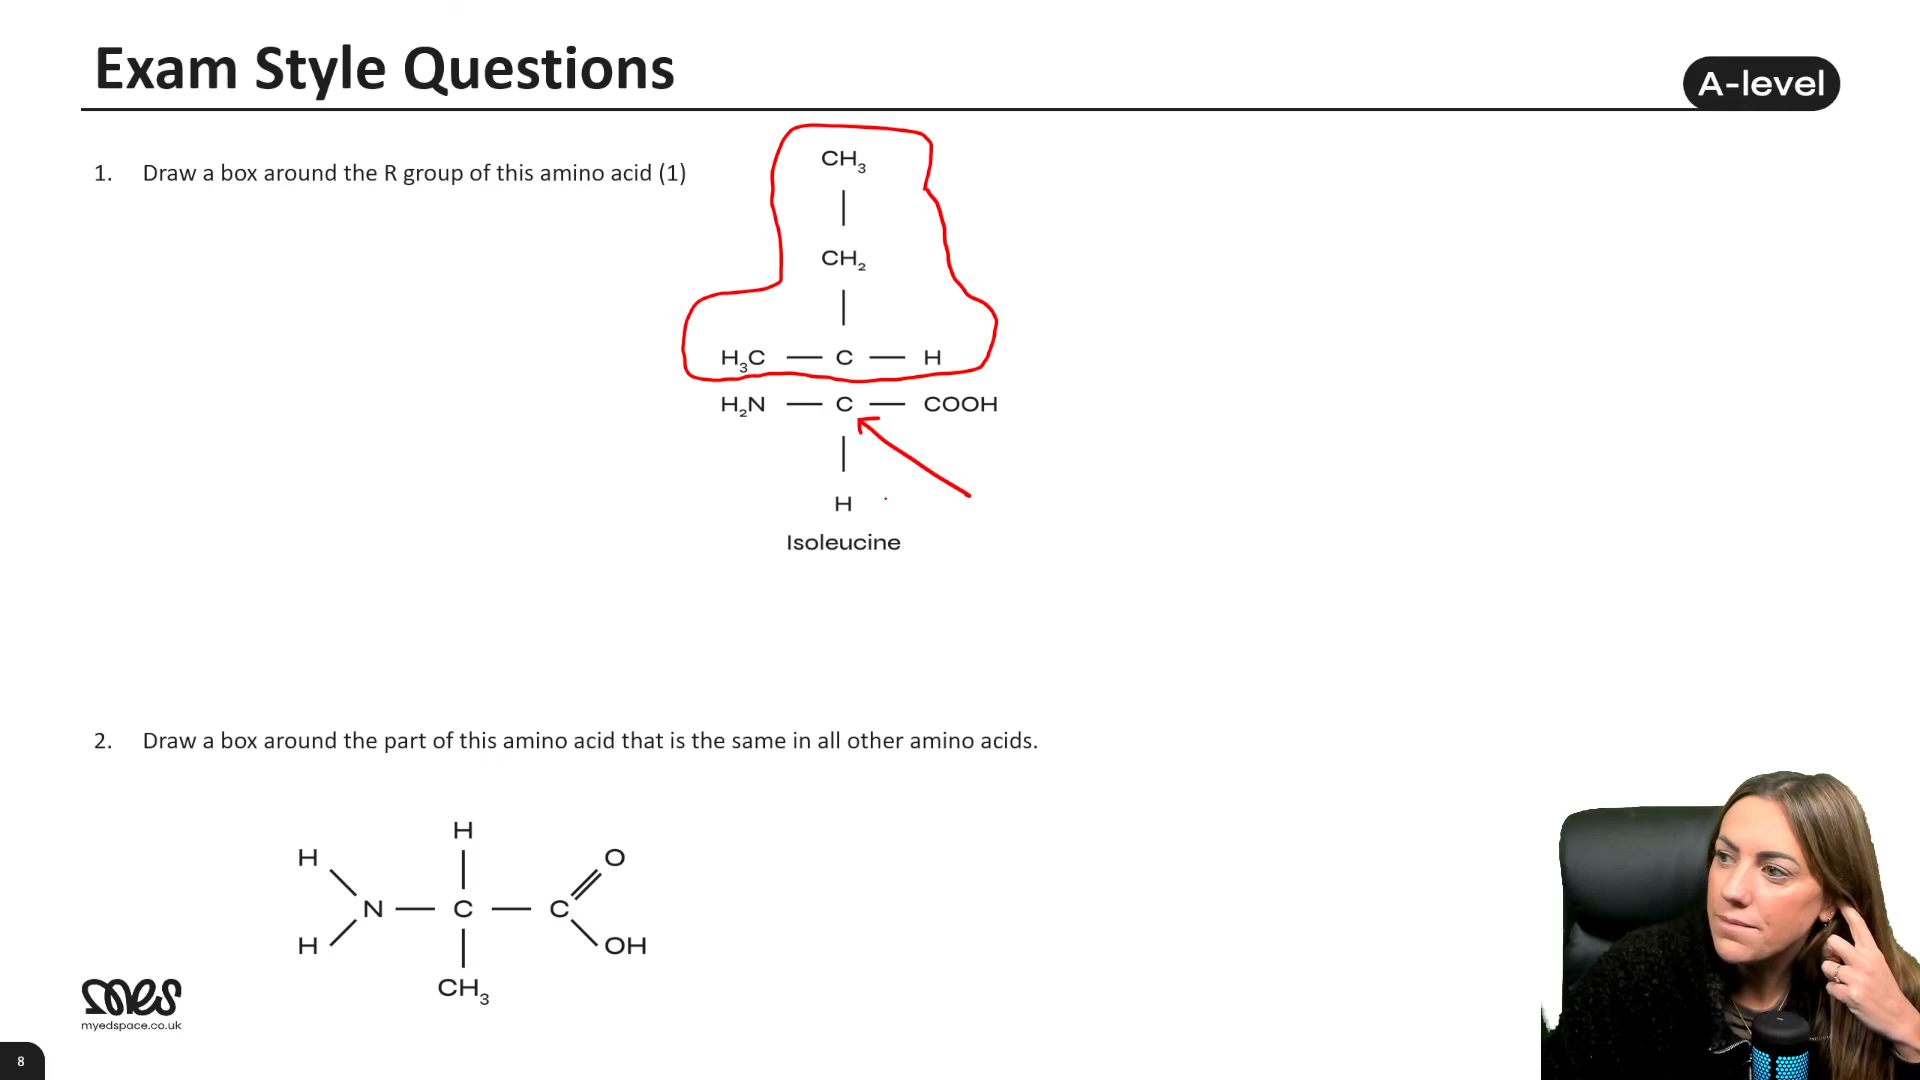 Exam Style Questions
A-level
1. Draw a box around the R group of this amino acid (1)
CH₃
CH₂
H₃C — C — H
H₂N — C — COOH
H
Isoleucine
2. Draw a box around the part of this amino acid that is the same in all other amino acids.
H
H O
N — C — C
H OH
CH₃
mes
myedspace.co.uk
8